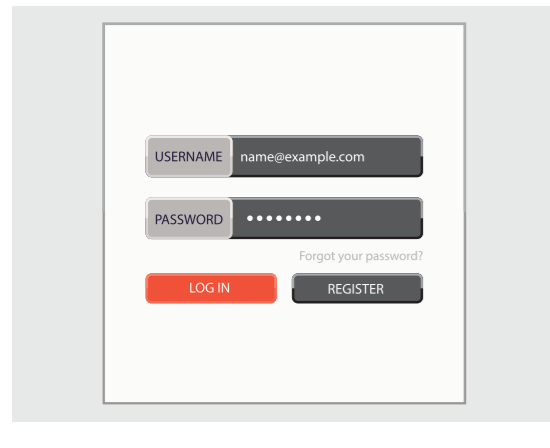 USERNAME name@example.com
PASSWORD ••••••••
Forgot your password?
LOG IN REGISTER